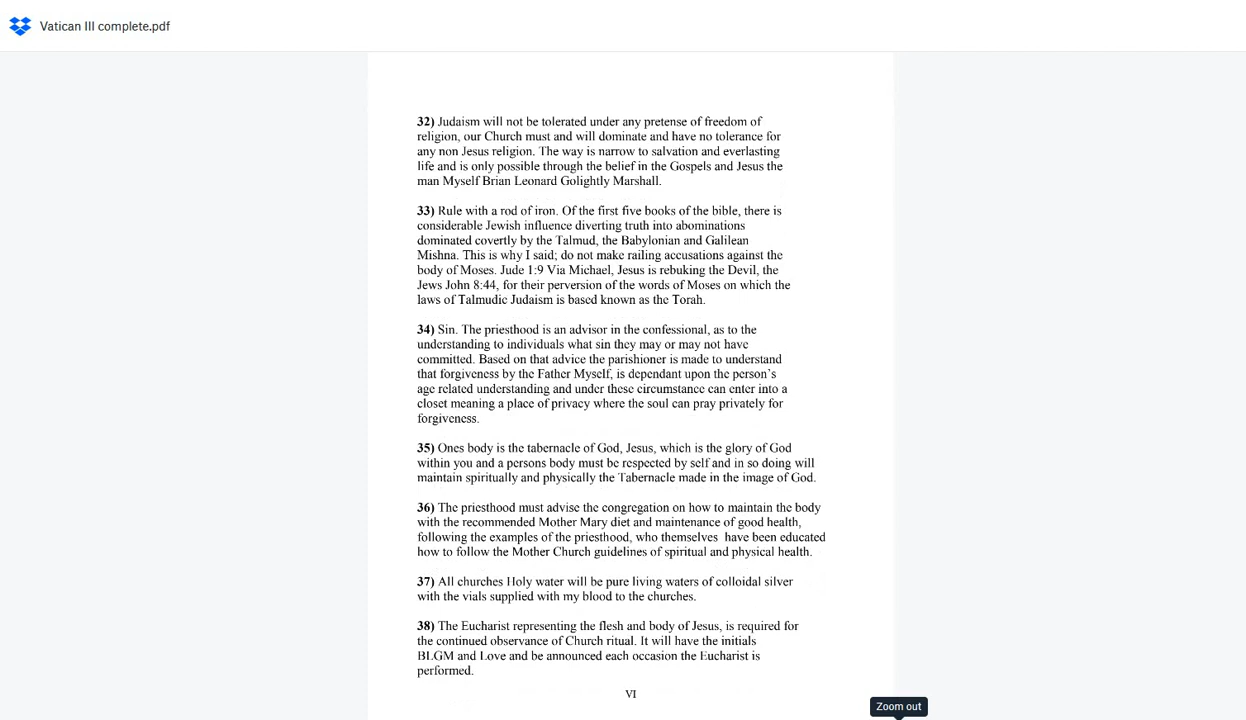 Vatican III complete.pdf
32) Judaism will not be tolerated under any pretense of freedom of
religion, our Church must and will dominate and have no tolerance for
any non Jesus religion. The way is narrow to salvation and everlasting
life and is only possible through the belief in the Gospels and Jesus the
man Myself Brian Leonard Golightly Marshall.
33) Rule with a rod of iron. Of the first five books of the bible, there is
considerable Jewish influence diverting truth into abominations
dominated covertly by the Talmud, the Babylonian and Galilean
Mishna. This is why I said; do not make railing accusations against the
body of Moses. Jude 1:9 Via Michael, Jesus is rebuking the Devil, the
Jews John 8:44, for their perversion of the words of Moses on which the
laws of Talmudic Judaism is based known as the Torah.
34) Sin. The priesthood is an advisor in the confessional, as to the
understanding to individuals what sin they may or may not have
committed. Based on that advice the parishioner is made to understand
that forgiveness by the Father Myself, is dependant upon the person's
age related understanding and under these circumstance can enter into a
closet meaning a place of privacy where the soul can pray privately for
forgiveness.
35) Ones body is the tabernacle of God, Jesus, which is the glory of God
within you and a persons body must be respected by self and in so doing will
maintain spiritually and physically the Tabernacle made in the image of God.
36) The priesthood must advise the congregation on how to maintain the body
with the recommended Mother Mary diet and maintenance of good health,
following the examples of the priesthood, who themselves have been educated
how to follow the Mother Church guidelines of spiritual and physical health.
37) All churches Holy water will be pure living waters of colloidal silver
with the vials supplied with my blood to the churches.
38) The Eucharist representing the flesh and body of Jesus, is required for
the continued observance of Church ritual. It will have the initials
BLGM and Love and be announced each occasion the Eucharist is
performed.
VI
Zoom out